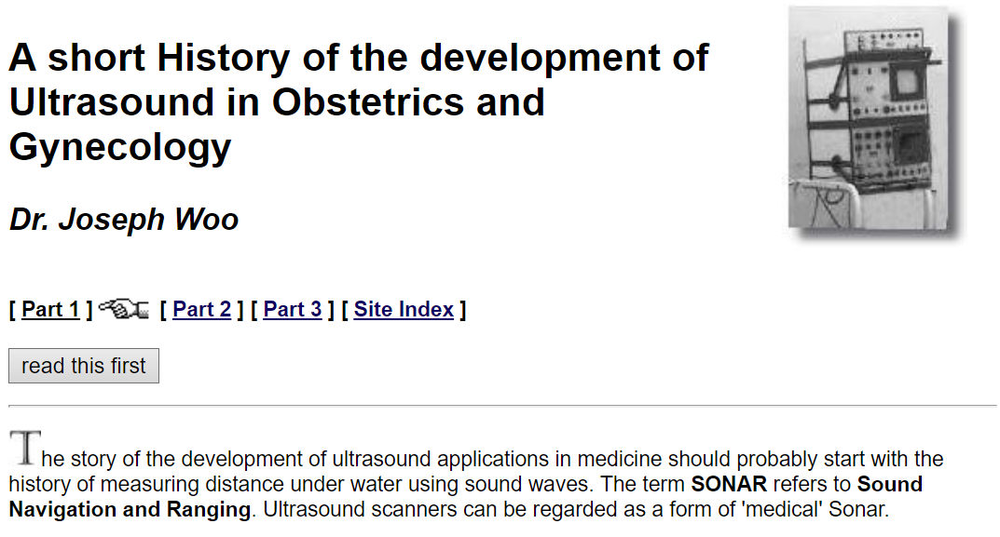 A short History of the development of
Ultrasound in Obstetrics and
Gynecology
Dr. Joseph Woo
[ Part 1 ] [ Part 2 ] [ Part 3 ] [ Site Index ]
read this first
The story of the development of ultrasound applications in medicine should probably start with the
history of measuring distance under water using sound waves. The term SONAR refers to Sound
Navigation and Ranging. Ultrasound scanners can be regarded as a form of 'medical' Sonar.